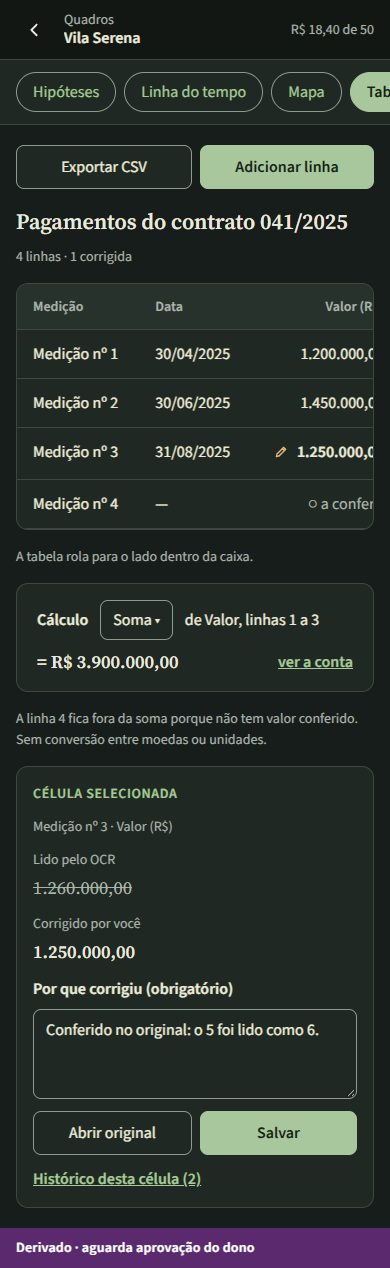 Quadros
Vila Serena
R$ 18,40 de 50
Hipóteses
Linha do tempo
Mapa
Tab
Exportar CSV
Adicionar linha
Pagamentos do contrato 041/2025
4 linhas · 1 corrigida
Medição Data Valor (R
Medição nº 1 30/04/2025 1.200.000,0
Medição nº 2 30/06/2025 1.450.000,0
Medição nº 3 31/08/2025 1.250.000,0
Medição nº 4 — a confer
A tabela rola para o lado dentro da caixa.
Cálculo Soma ▾ de Valor, linhas 1 a 3
= R$ 3.900.000,00 ver a conta
A linha 4 fica fora da soma porque não tem valor conferido.
Sem conversão entre moedas ou unidades.
CÉLULA SELECIONADA
Medição nº 3 · Valor (R$)
Lido pelo OCR
1.260.000,00
Corrigido por você
1.250.000,00
Por que corrigiu (obrigatório)
Conferido no original: o 5 foi lido como 6.
Abrir original
Salvar
Histórico desta célula (2)
Derivado · aguarda aprovação do dono